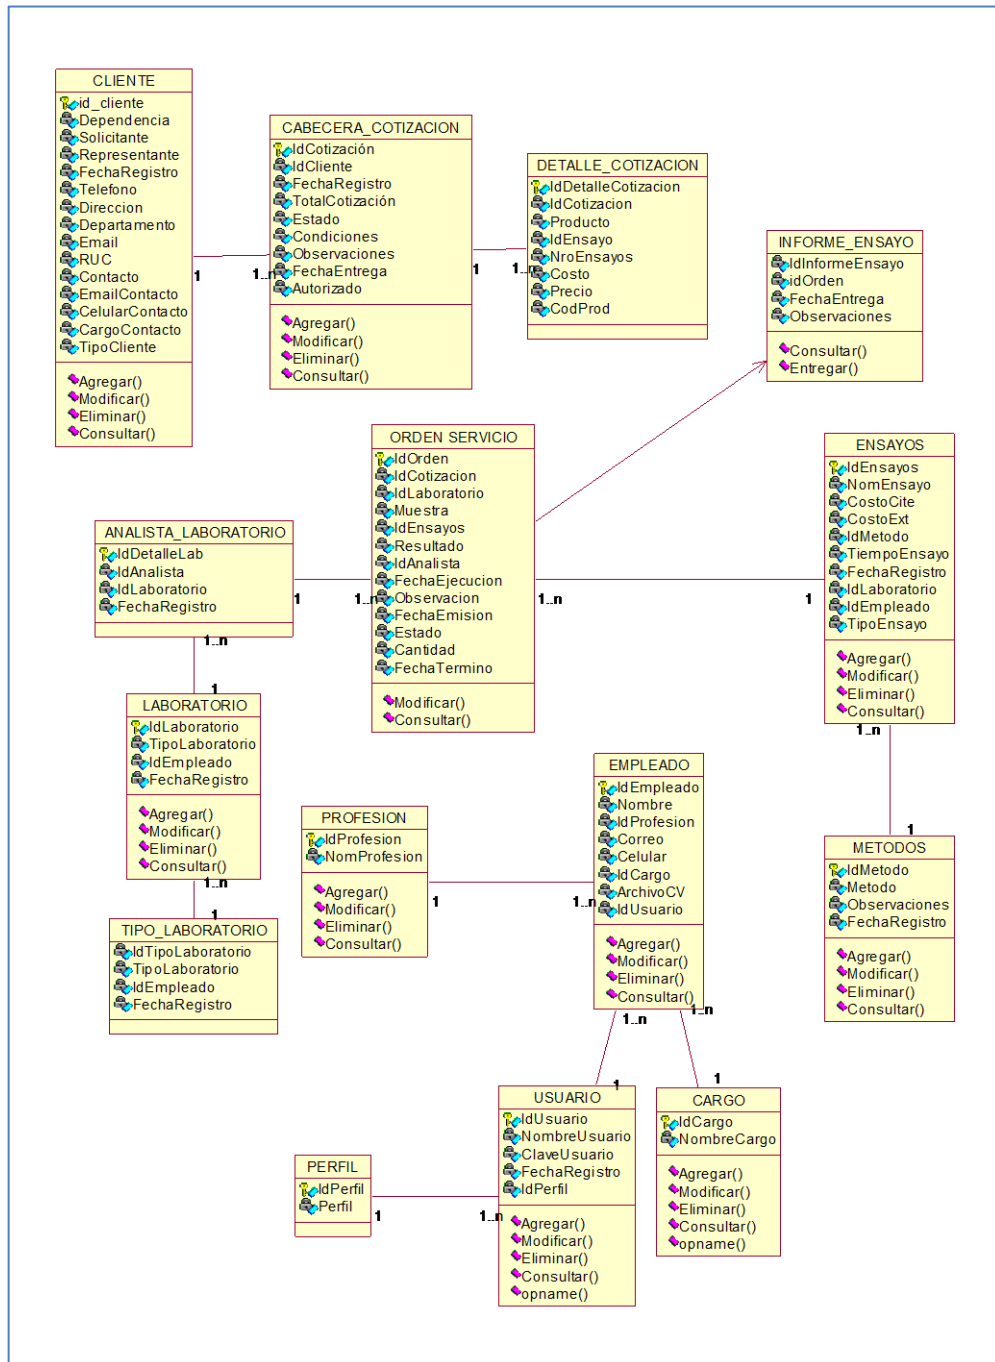 CLIENTE
id_cliente
Dependencia
Solicitante
Representante
FechaRegistro
Telefono
Direccion
Departamento
Email
RUC
Contacto
EmailContacto
CelularContacto
CargoContacto
TipoCliente
Agregar()
Modificar()
Eliminar()
Consultar()
1
1..n
CABECERA_COTIZACION
IdCotización
IdCliente
FechaRegistro
TotalCotización
Estado
Condiciones
Observaciones
FechaEntrega
Autorizado
Agregar()
Modificar()
Eliminar()
Consultar()
1
1..n
DETALLE_COTIZACION
IdDetalleCotizacion
IdCotizacion
Producto
IdEnsayo
NroEnsayos
Costo
Precio
CodProd
INFORME_ENSAYO
IdInformeEnsayo
idOrden
FechaEntrega
Observaciones
Consultar()
Entregar()
ORDEN SERVICIO
IdOrden
IdCotizacion
IdLaboratorio
Muestra
IdEnsayos
Resultado
IdAnalista
FechaEjecucion
Observacion
FechaEmision
Estado
Cantidad
FechaTermino
Modificar()
Consultar()
1..n
1
ENSAYOS
IdEnsayos
NomEnsayo
CostoCite
CostoExt
IdMetodo
TiempoEnsayo
FechaRegistro
IdLaboratorio
IdEmpleado
TipoEnsayo
Agregar()
Modificar()
Eliminar()
Consultar()
1..n
1
ANALISTA_LABORATORIO
IdDetalleLab
IdAnalista
IdLaboratorio
FechaRegistro
1
1..n
1..n
1
LABORATORIO
IdLaboratorio
TipoLaboratorio
IdEmpleado
FechaRegistro
Agregar()
Modificar()
Eliminar()
Consultar()
1..n
1
TIPO_LABORATORIO
IdTipoLaboratorio
TipoLaboratorio
IdEmpleado
FechaRegistro
PROFESION
IdProfesion
NomProfesion
Agregar()
Modificar()
Eliminar()
Consultar()
1
1..n
EMPLEADO
IdEmpleado
Nombre
IdProfesion
Correo
Celular
IdCargo
ArchivoCV
IdUsuario
Agregar()
Modificar()
Eliminar()
Consultar()
1..n
1..n
1
1
METODOS
IdMetodo
Metodo
Observaciones
FechaRegistro
Agregar()
Modificar()
Eliminar()
Consultar()
USUARIO
IdUsuario
NombreUsuario
ClaveUsuario
FechaRegistro
IdPerfil
Agregar()
Modificar()
Eliminar()
Consultar()
opname()
CARGO
IdCargo
NombreCargo
Agregar()
Modificar()
Eliminar()
Consultar()
opname()
PERFIL
IdPerfil
Perfil
1
1..n